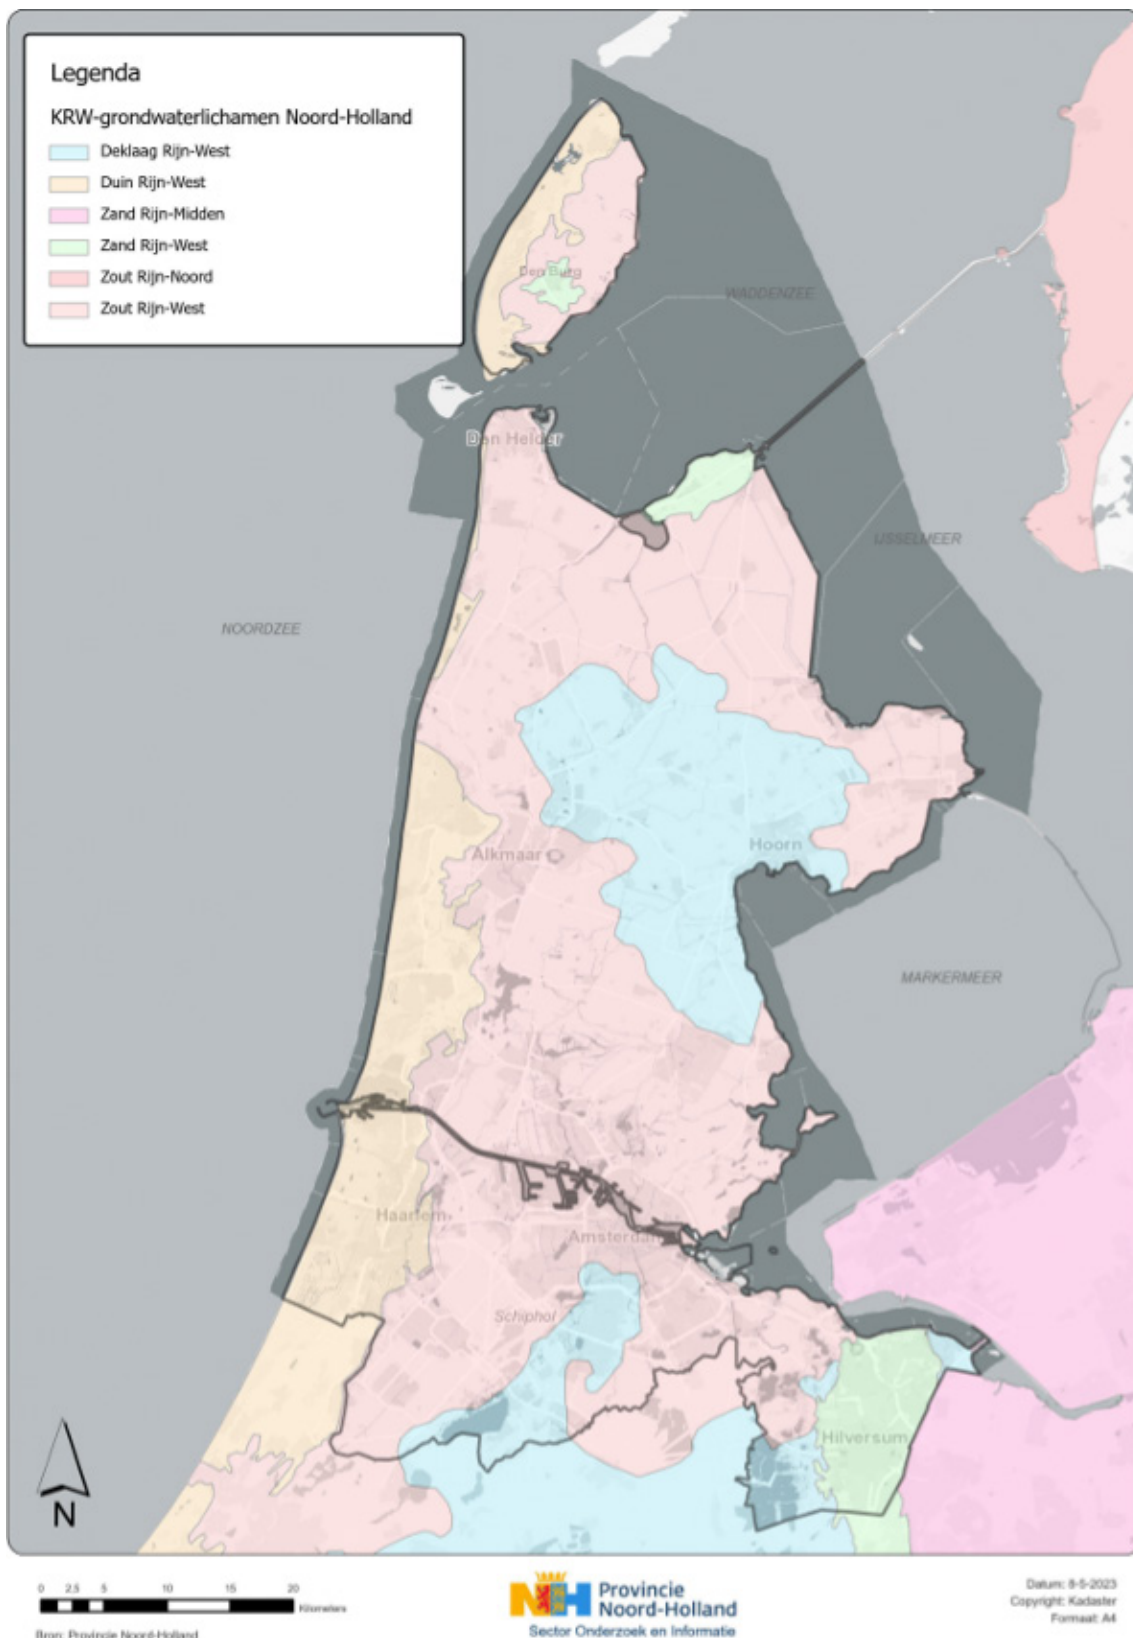 Legenda
KRW-grondwaterlichamen Noord-Holland
Deklaag Rijn-West
Duin Rijn-West
Zand Rijn-Midden
Zand Rijn-West
Zout Rijn-Noord
Zout Rijn-West
Den Burg
WADDENZEE
Den Helder
IJSSELMEER
NOORDZEE
Alkmaar
Hoorn
MARKERMEER
Haarlem
Amsterdam
Schiphol
Hilversum
N
0 2.5 5 10 15 20
Kilometers
Bron: Provincie Noord-Holland
NH
Provincie
Noord-Holland
Sector Onderzoek en Informatie
Datum: 8-5-2023
Copyright: Kadaster
Formaat: A4